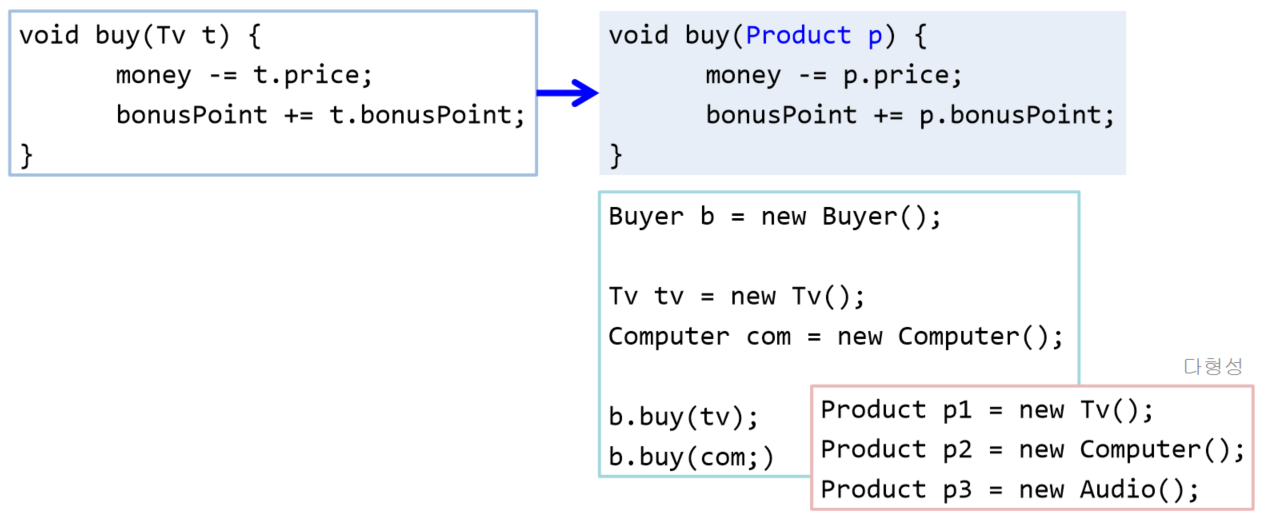 void buy(Tv t) {
money -= t.price;
bonusPoint += t.bonusPoint;
}
void buy(Product p) {
money -= p.price;
bonusPoint += p.bonusPoint;
}
Buyer b = new Buyer();
Tv tv = new Tv();
Computer com = new Computer();
b.buy(tv);
b.buy(com;)
다형성
Product p1 = new Tv();
Product p2 = new Computer();
Product p3 = new Audio();